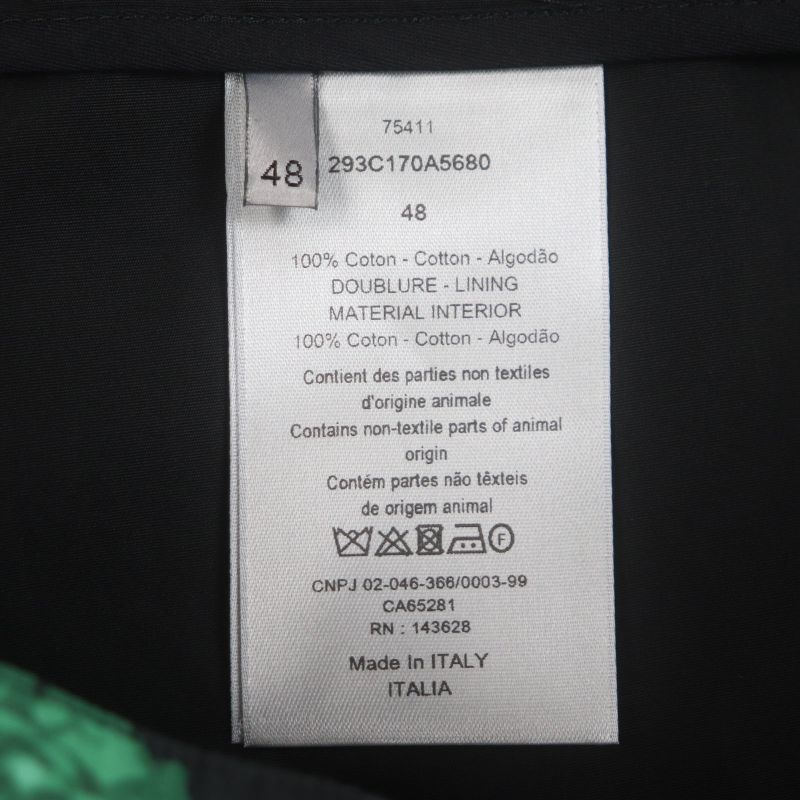 48
75411
293C170A5680
48
100% Coton - Cotton - Algodão
DOUBLURE - LINING
MATERIAL INTERIOR
100% Coton - Cotton - Algodão
Contient des parties non textiles
d'origine animale
Contains non-textile parts of animal
origin
Contém partes não têxteis
de origem animal
F
CNPJ 02-046-366/0003-99
CA65281
RN : 143628
Made In ITALY
ITALIA